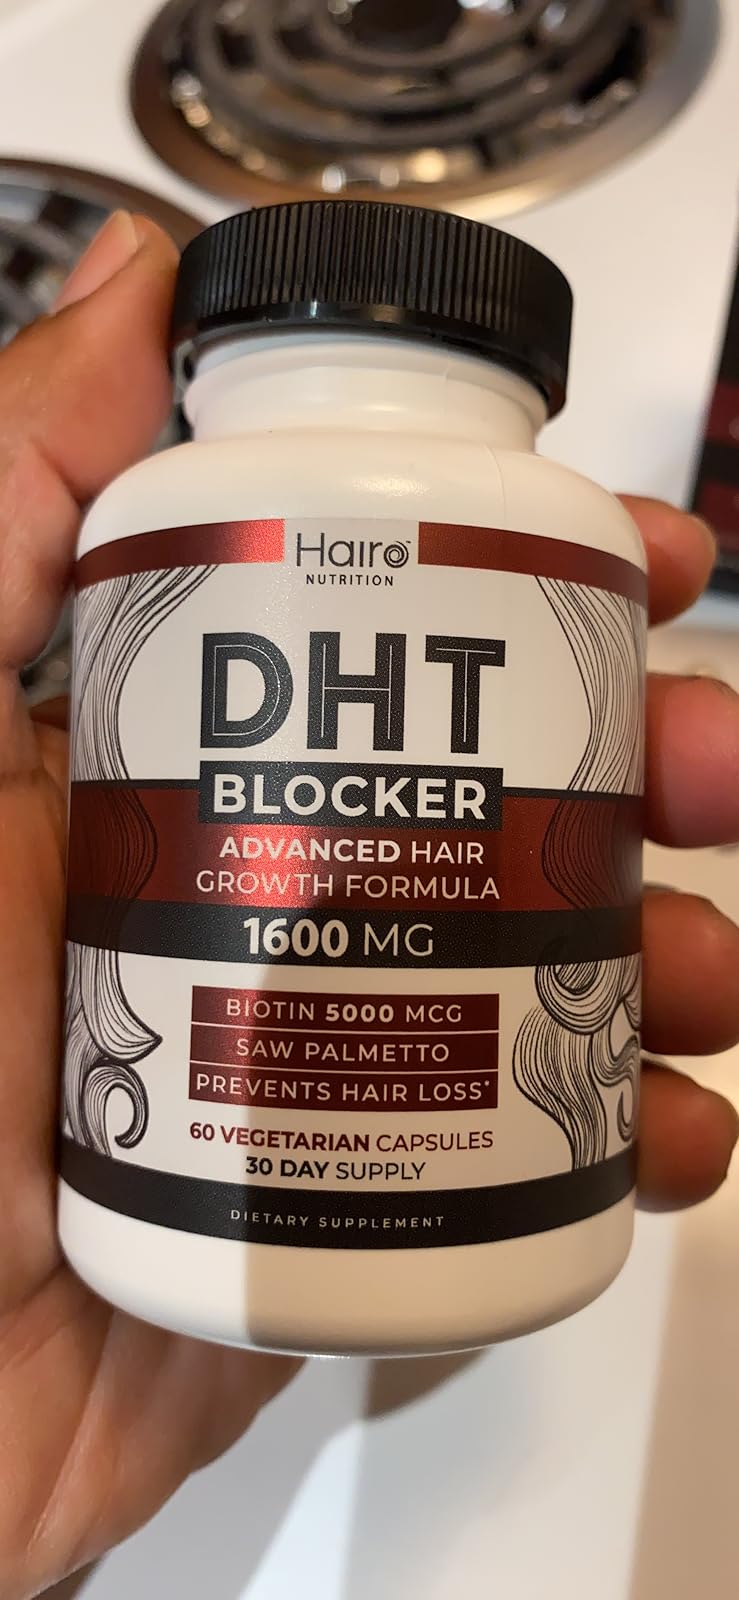 Hairo™
NUTRITION
DHT
BLOCKER
ADVANCED HAIR
GROWTH FORMULA
1600 MG
BIOTIN 5000 MCG
SAW PALMETTO
PREVENTS HAIR LOSS*
60 VEGETARIAN CAPSULES
30 DAY SUPPLY
DIETARY SUPPLEMENT